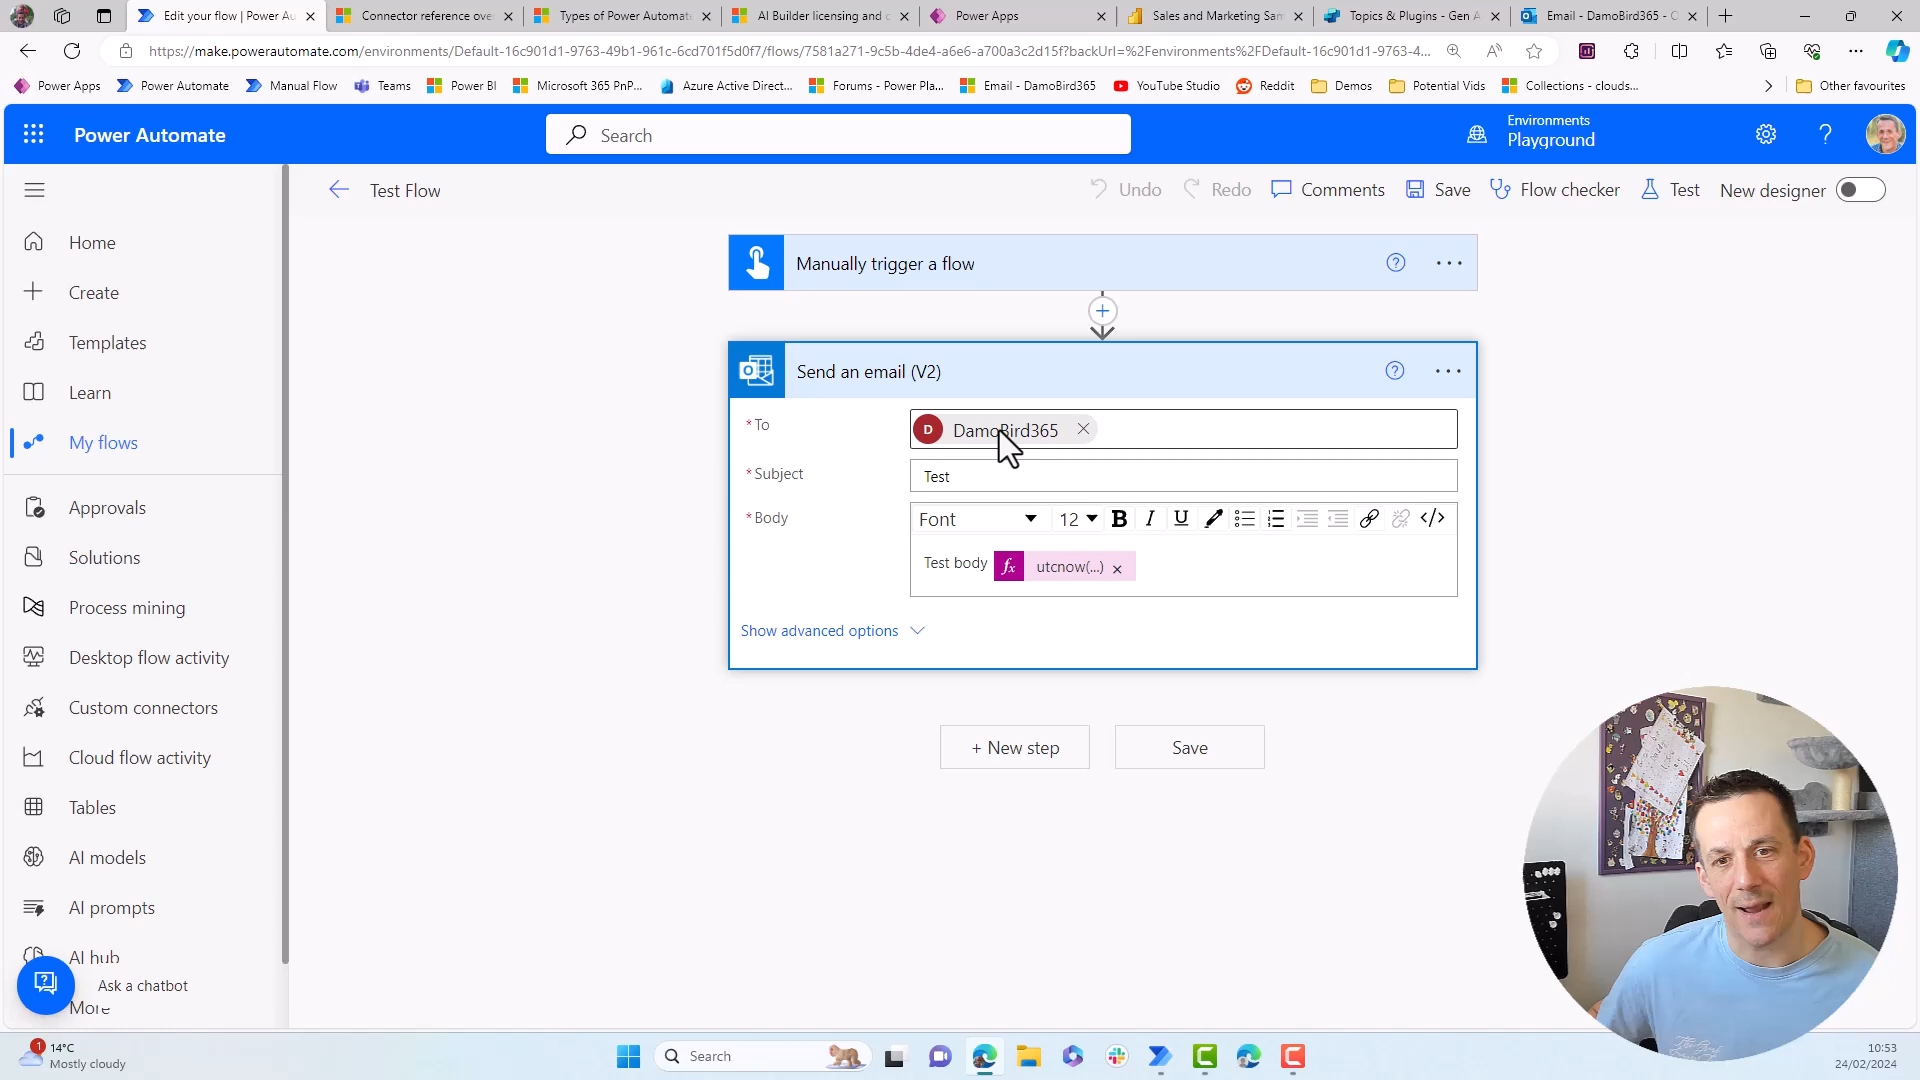 Edit your flow | Power Au
Connector reference ove
Types of Power Automate
AI Builder licensing and c
Power Apps
Sales and Marketing Sam
Topics & Plugins - Gen A
Email - DamoBird365 - O
https://make.powerautomate.com/environments/Default-16c901d1-9763-49b1-961c-6cd701f5d0f7/flows/7581a271-9c5b-4de4-a6e6-a700a3c2d15f?backUrl=%2Fenvironments%2FDefault-16c901d1-9763-4...
Power Apps
Power Automate
Manual Flow
Teams
Power BI
Microsoft 365 PnP...
Azure Active Direct...
Forums - Power Pla...
Email - DamoBird365
YouTube Studio
Reddit
Demos
Potential Vids
Collections - clouds...
Other favourites
Power Automate
Search
Environments
Playground
Test Flow
Undo
Redo
Comments
Save
Flow checker
Test
New designer
Home
Create
Templates
Learn
My flows
Approvals
Solutions
Process mining
Desktop flow activity
Custom connectors
Cloud flow activity
Tables
AI models
AI prompts
AI hub
Ask a chatbot
More
Manually trigger a flow
Send an email (V2)
* To
D DamoBird365
* Subject
Test
* Body
Font
12
B I U
</>
Test body fx utcnow(...) ×
Show advanced options
+ New step
Save
1
14°C
Mostly cloudy
Search
10:53
24/02/2024